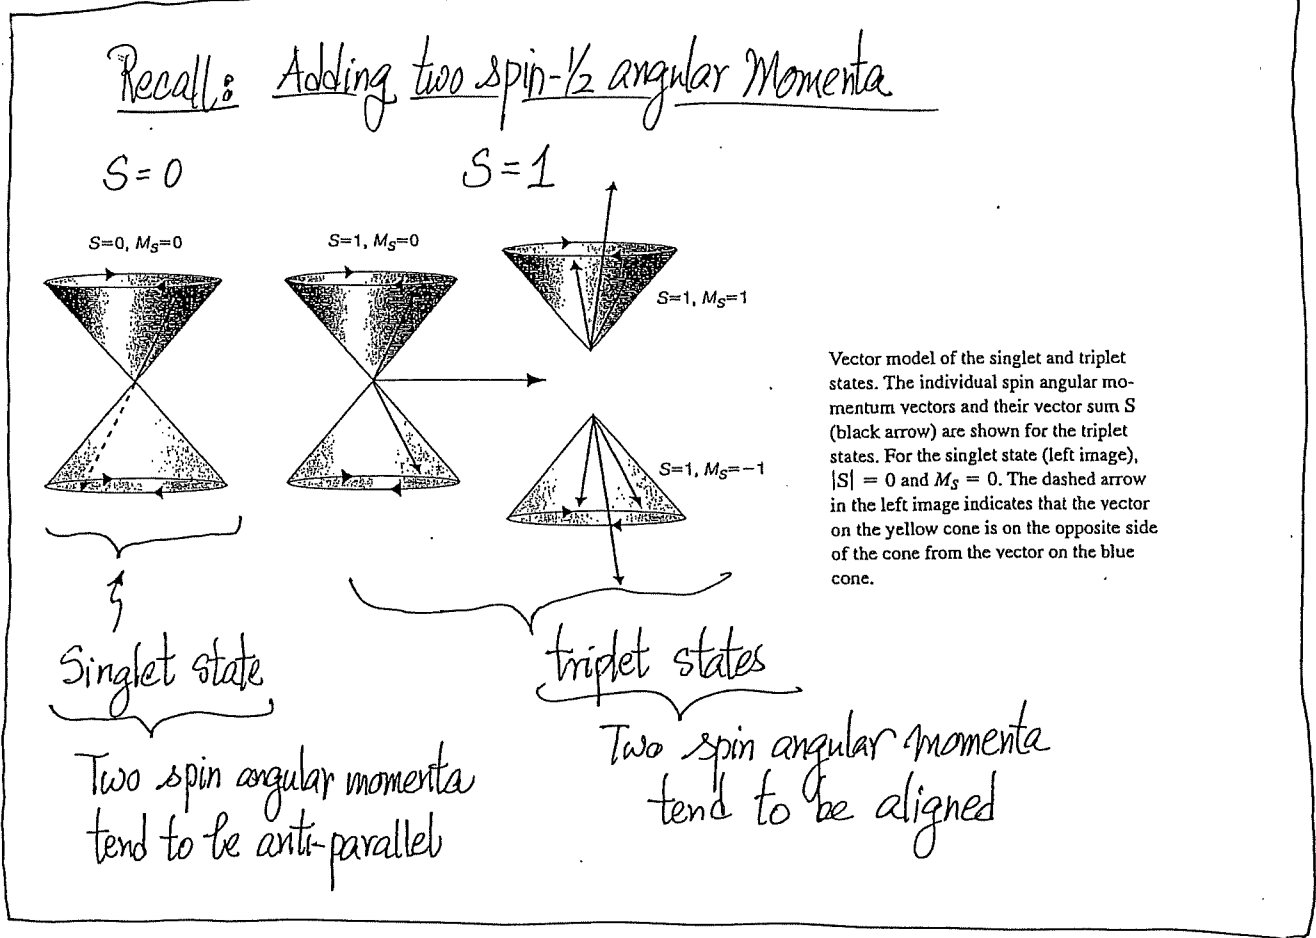 Recall: Adding two spin-1/2 angular Momenta
S=0
S=1
S=0, Ms=0
S=1, Ms=0
S=1, Ms=1
S=1, Ms=−1
Vector model of the singlet and triplet
states. The individual spin angular mo-
mentum vectors and their vector sum S
(black arrow) are shown for the triplet
states. For the singlet state (left image),
|S| = 0 and Ms = 0. The dashed arrow
in the left image indicates that the vector
on the yellow cone is on the opposite side
of the cone from the vector on the blue
cone.
Singlet state
triplet states
Two spin angular momenta
tend to be anti-parallel
Two spin angular momenta
tend to be aligned